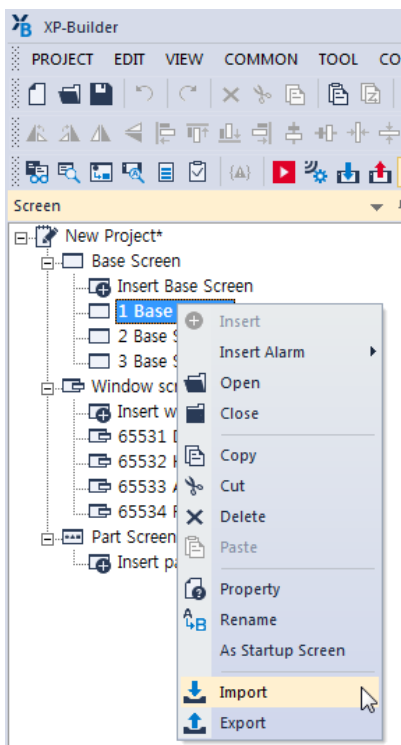 XP-Builder
PROJECT EDIT VIEW COMMON TOOL
Screen
New Project*
Base Screen
Insert Base Screen
1 Base
2 Base
3 Base
Window
Insert
65531
65532
65533
65534
Part Screen
Insert
Insert
Insert Alarm
Open
Close
Copy
Cut
Delete
Paste
Property
Rename
As Startup Screen
Import
Export